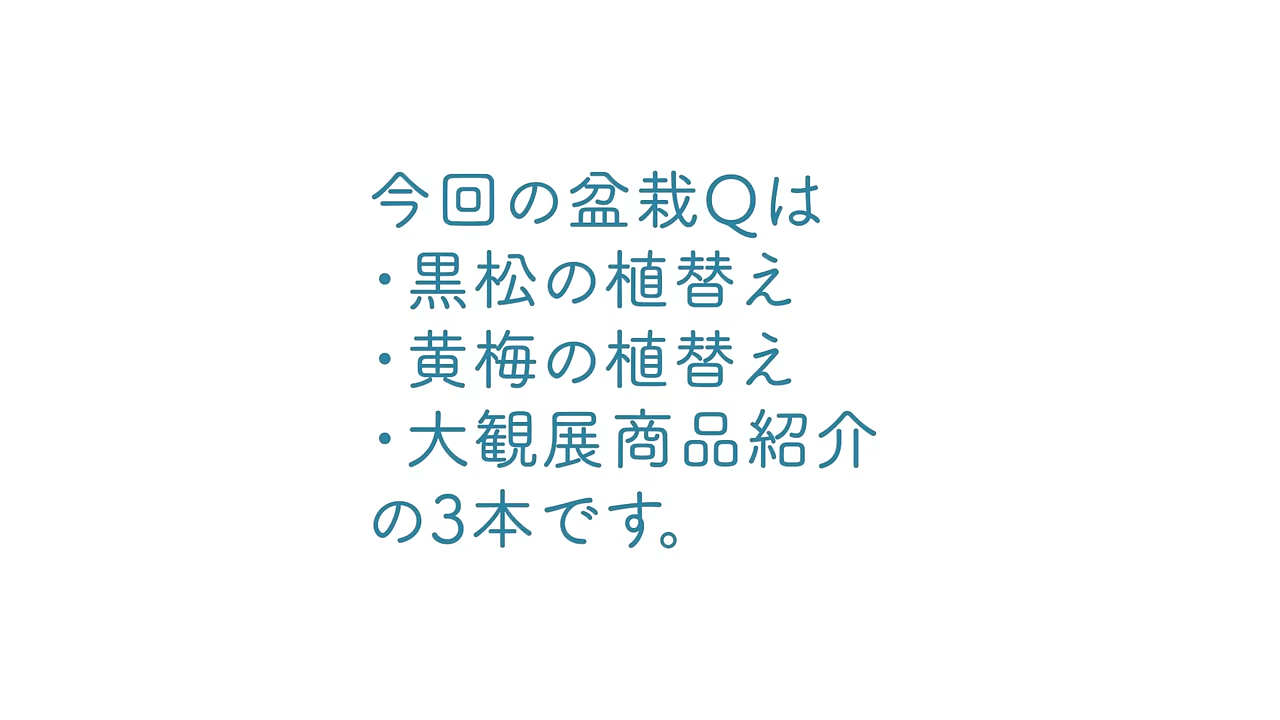 今回の盆栽Qは
・黒松の植替え
・黄梅の植替え
・大観展商品紹介
の3本です。